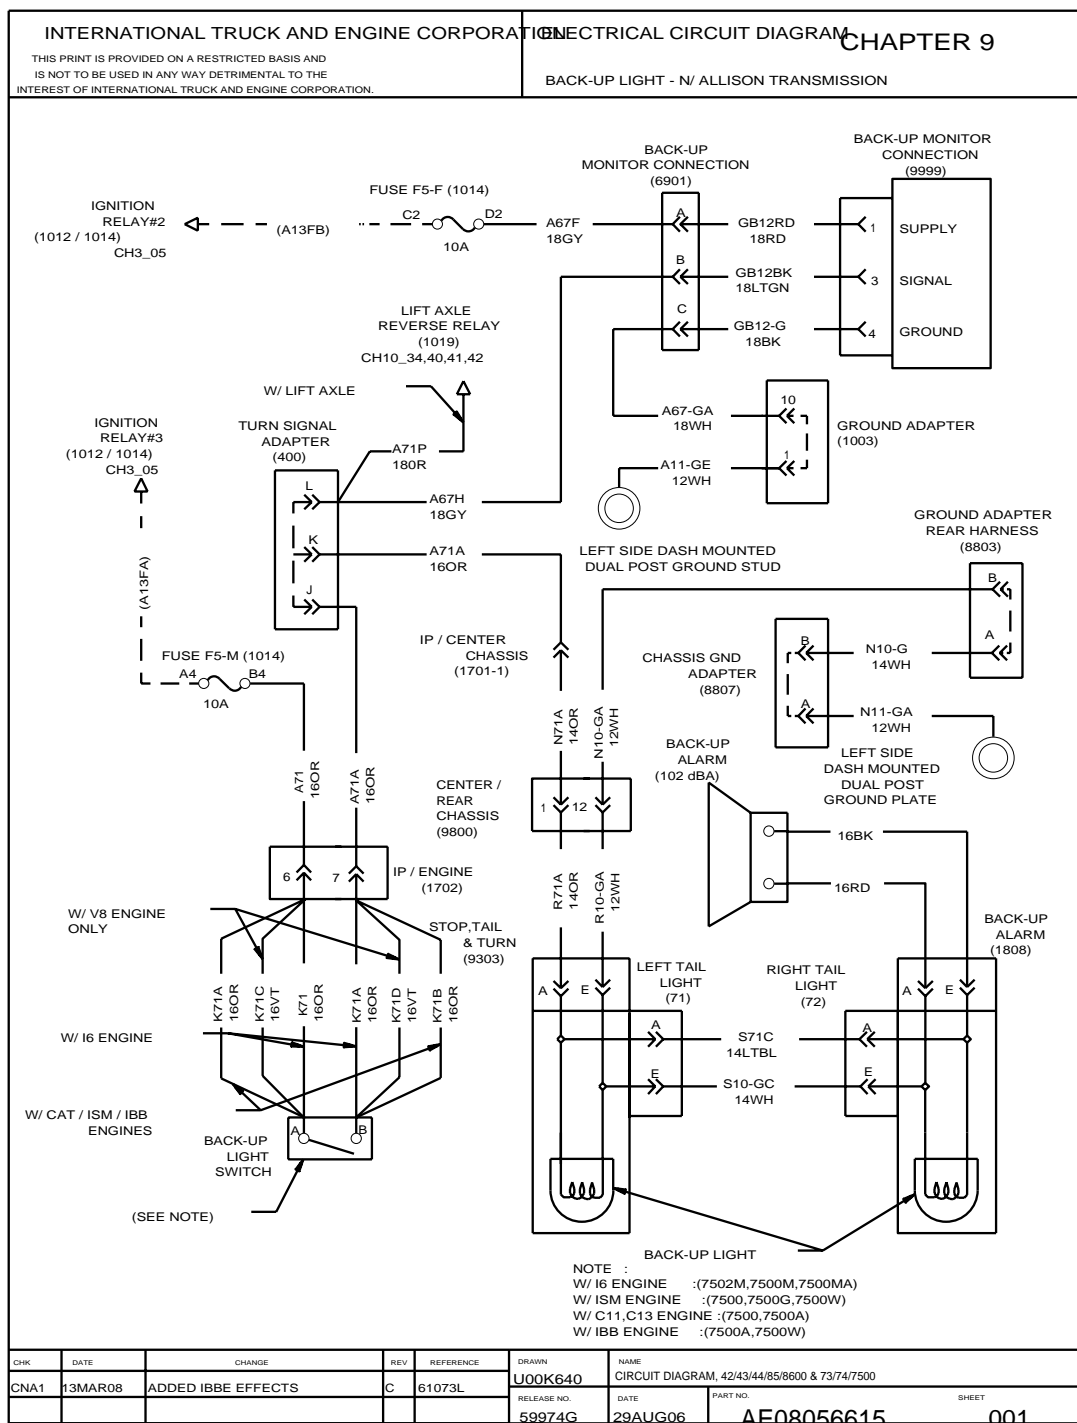 INTERNATIONAL TRUCK AND ENGINE CORPORATION
THIS PRINT IS PROVIDED ON A RESTRICTED BASIS AND
IS NOT TO BE USED IN ANY WAY DETRIMENTAL TO THE
INTEREST OF INTERNATIONAL TRUCK AND ENGINE CORPORATION.
ELECTRICAL CIRCUIT DIAGRAM
CHAPTER 9
BACK-UP LIGHT - N/ ALLISON TRANSMISSION
BACK-UP
MONITOR CONNECTION
(6901)
BACK-UP MONITOR
CONNECTION
(9999)
FUSE F5-F (1014)
IGNITION
RELAY#2
(1012 / 1014)
CH3_05
(A13FB)
C2
D2
10A
A67F
18GY
A
GB12RD
18RD
1
SUPPLY
B
GB12BK
18LTGN
3
SIGNAL
C
GB12-G
18BK
4
GROUND
LIFT AXLE
REVERSE RELAY
(1019)
CH10_34,40,41,42
W/ LIFT AXLE
A67-GA
18WH
10
GROUND ADAPTER
(1003)
A11-GE
12WH
1
IGNITION
RELAY#3
(1012 / 1014)
CH3_05
TURN SIGNAL
ADAPTER
(400)
A71P
180R
L
A67H
18GY
K
A71A
16OR
J
LEFT SIDE DASH MOUNTED
DUAL POST GROUND STUD
GROUND ADAPTER
REAR HARNESS
(8803)
B
A
(A13FA)
IP / CENTER
CHASSIS
(1701-1)
CHASSIS GND
ADAPTER
(8807)
B
N10-G
14WH
A
N11-GA
12WH
FUSE F5-M (1014)
A4
B4
10A
N71A
14OR
N10-GA
12WH
LEFT SIDE
DASH MOUNTED
DUAL POST
GROUND PLATE
BACK-UP
ALARM
(102 dBA)
A71
16OR
A71A
16OR
CENTER /
REAR
CHASSIS
(9800)
1
12
16BK
16RD
6
7
IP / ENGINE
(1702)
R71A
14OR
R10-GA
12WH
W/ V8 ENGINE
ONLY
STOP,TAIL
& TURN
(9303)
BACK-UP
ALARM
(1808)
LEFT TAIL
LIGHT
(71)
RIGHT TAIL
LIGHT
(72)
A
E
A
E
K71A
16OR
K71C
16VT
K71
16OR
K71A
16OR
K71D
16VT
K71B
16OR
W/ I6 ENGINE
A
S71C
14LTBL
A
E
S10-GC
14WH
E
W/ CAT / ISM / IBB
ENGINES
A
B
BACK-UP
LIGHT
SWITCH
(SEE NOTE)
BACK-UP LIGHT
NOTE :
W/ I6 ENGINE :(7502M,7500M,7500MA)
W/ ISM ENGINE :(7500,7500G,7500W)
W/ C11,C13 ENGINE :(7500,7500A)
W/ IBB ENGINE :(7500A,7500W)
CHK DATE CHANGE REV REFERENCE
CNA1 13MAR08 ADDED IBBE EFFECTS C 61073L
DRAWN
U00K640
NAME
CIRCUIT DIAGRAM, 42/43/44/85/8600 & 73/74/7500
RELEASE NO.
59974G
DATE
29AUG06
PART NO.
AE08056615
SHEET
001